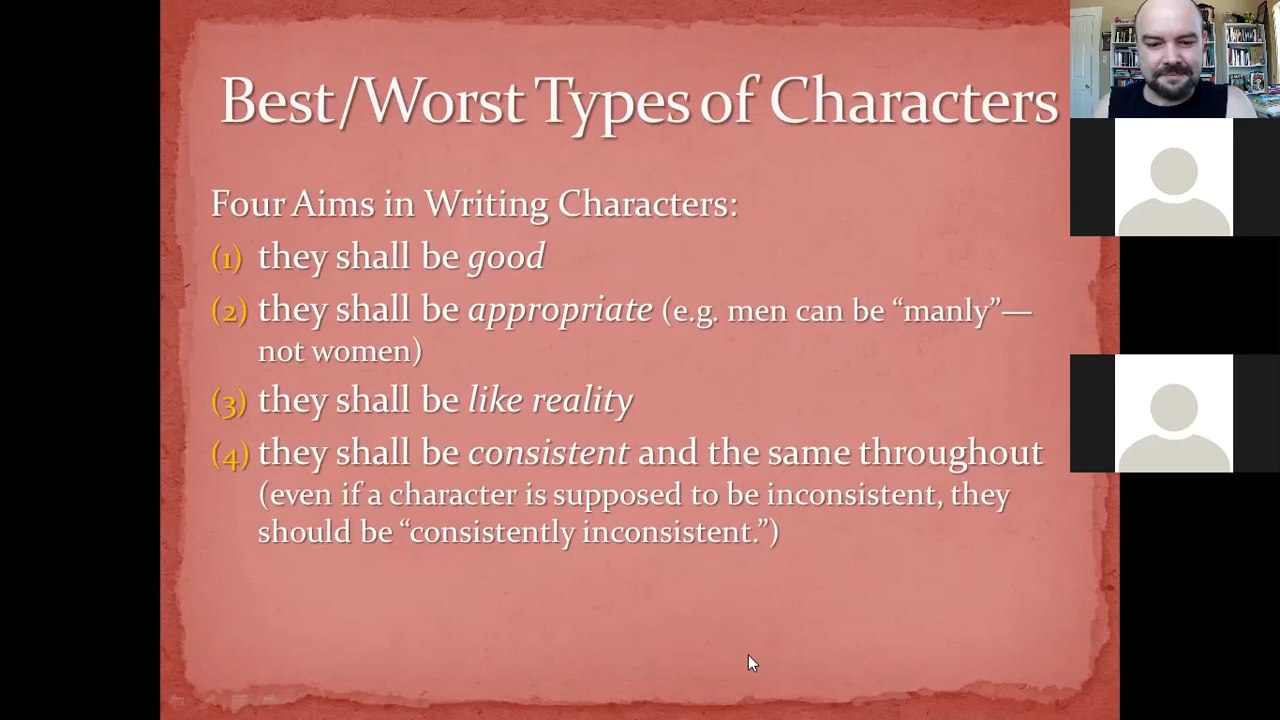 Best/Worst Types of Characters
Four Aims in Writing Characters:
(1) they shall be good
(2) they shall be appropriate (e.g. men can be “manly”—
not women)
(3) they shall be like reality
(4) they shall be consistent and the same throughout
(even if a character is supposed to be inconsistent, they
should be “consistently inconsistent.”)